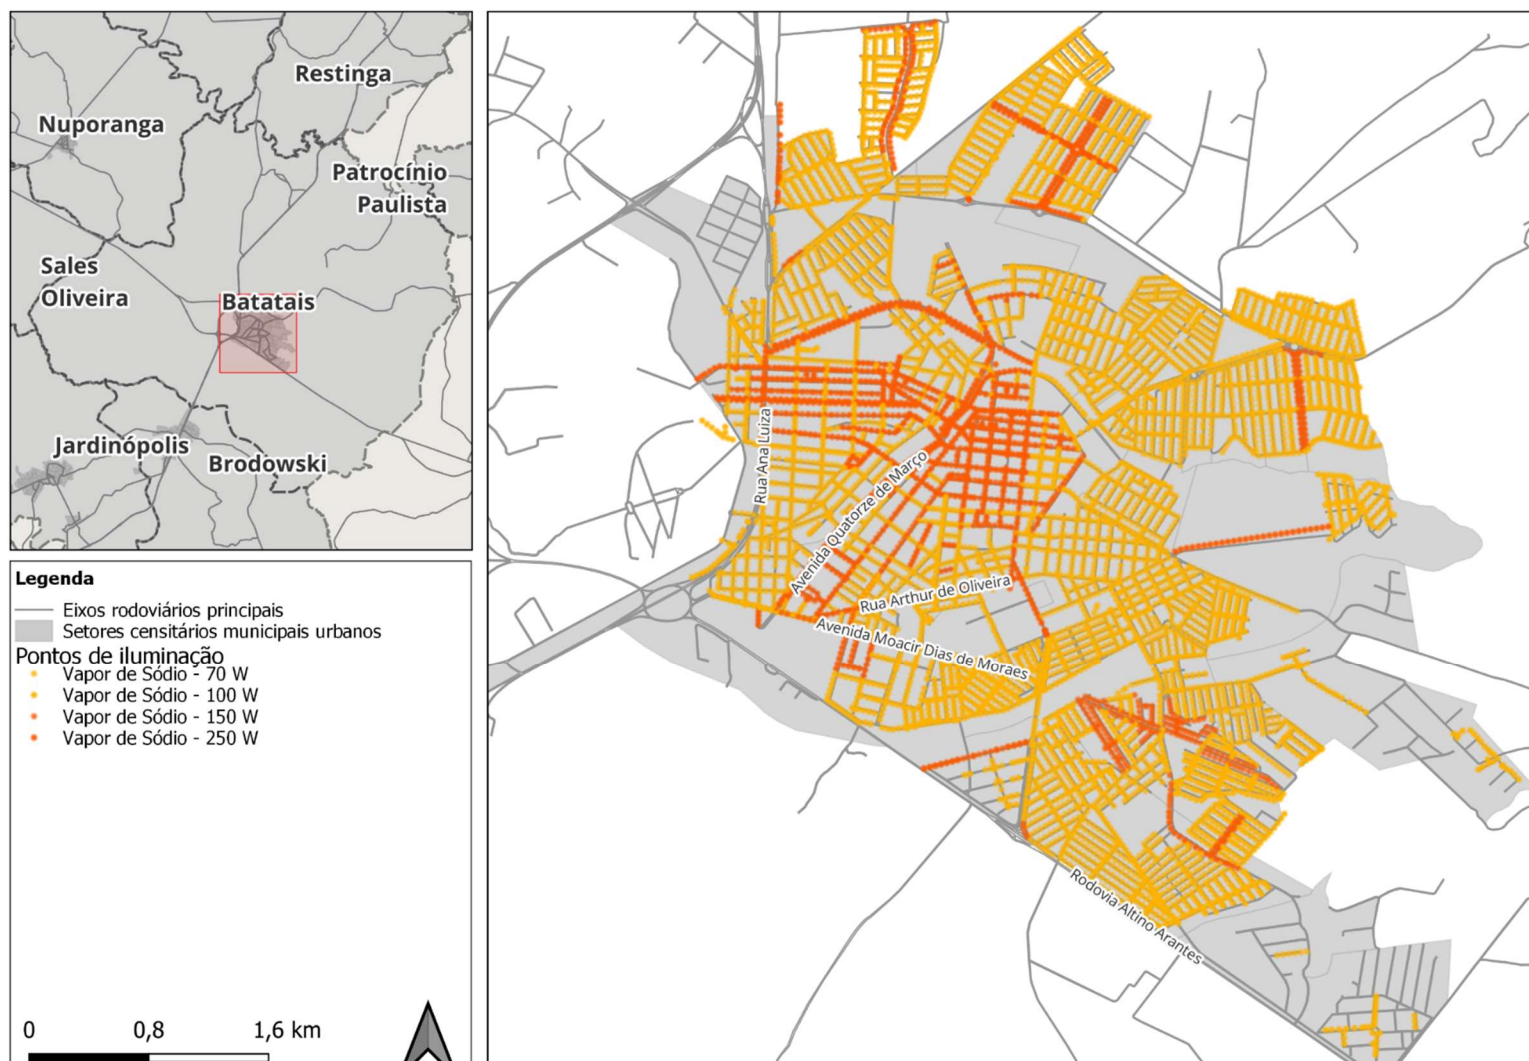 Restinga
Nuporanga
Patrocínio
Paulista
Sales
Oliveira
Batatais
Jardinópolis
Brodowski
Legenda
Eixos rodoviários principais
Setores censitários municipais urbanos
Pontos de iluminação
Vapor de Sódio - 70 W
Vapor de Sódio - 100 W
Vapor de Sódio - 150 W
Vapor de Sódio - 250 W
0 0,8 1,6 km
Rua Ana Luiza
Avenida Quatorze de Março
Rua Arthur de Oliveira
Avenida Moacir Dias de Moraes
Rodovia Altino Arantes